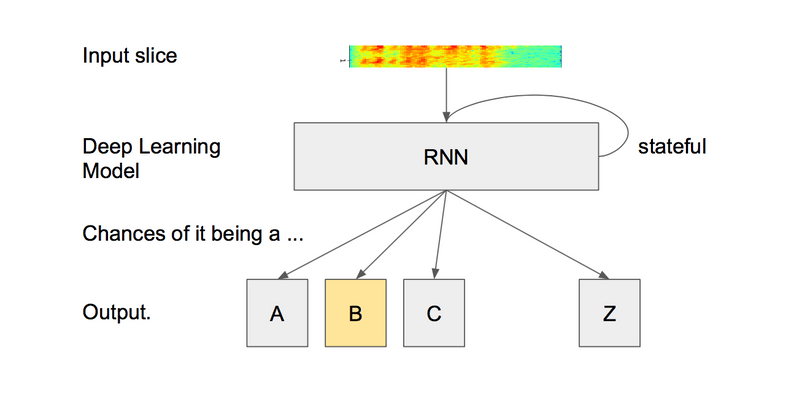 Input slice
Deep Learning
Model
RNN
stateful
Chances of it being a ...
Output.
A
B
C
Z